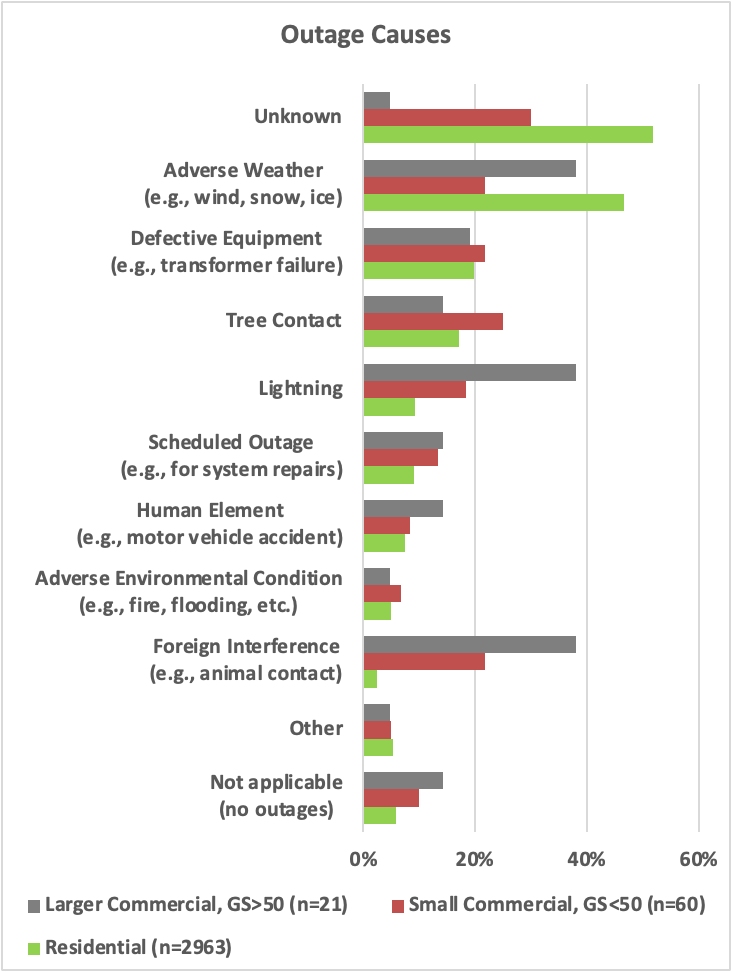 Outage Causes
Unknown
Adverse Weather
(e.g., wind, snow, ice)
Defective Equipment
(e.g., transformer failure)
Tree Contact
Lightning
Scheduled Outage
(e.g., for system repairs)
Human Element
(e.g., motor vehicle accident)
Adverse Environmental Condition
(e.g., fire, flooding, etc.)
Foreign Interference
(e.g., animal contact)
Other
Not applicable
(no outages)
0% 20% 40% 60%
Larger Commercial, GS>50 (n=21) Small Commercial, GS<50 (n=60)
Residential (n=2963)